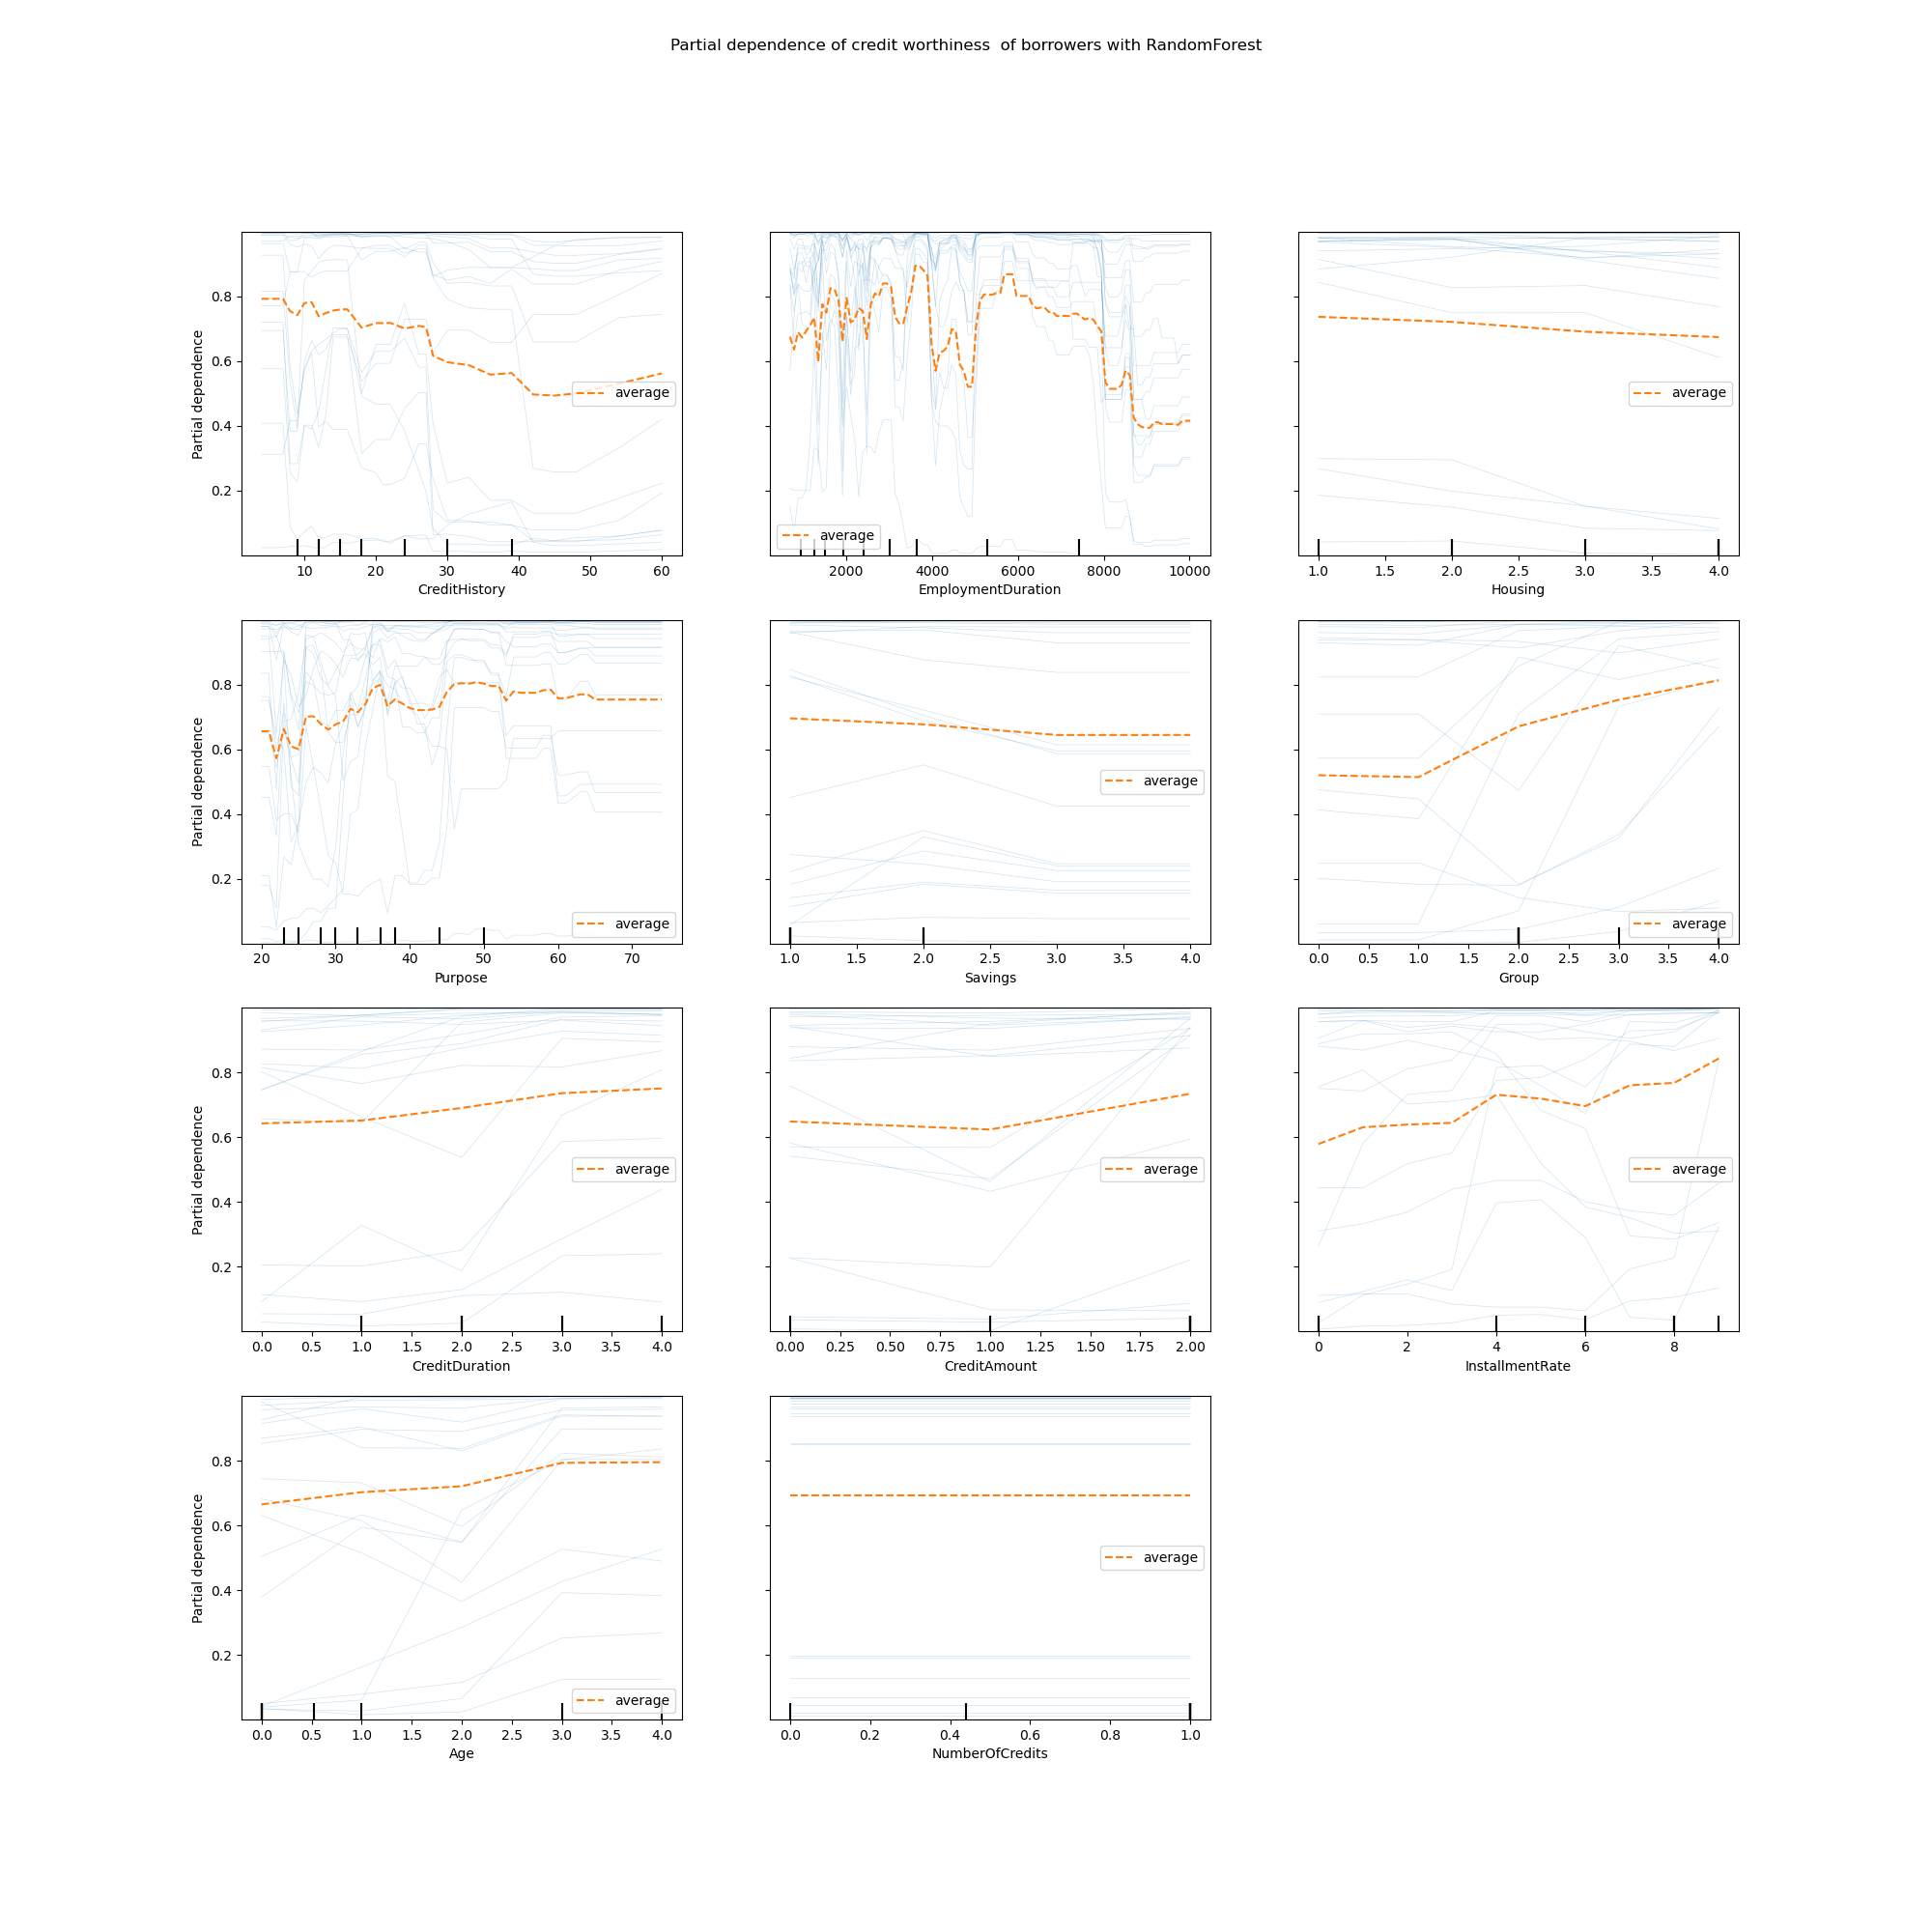 Partial dependence of credit worthiness  of borrowers with RandomForest
Partial dependence
0.8
0.6
0.4
0.2
average
10 20 30 40 50 60
CreditHistory
average
2000 4000 6000 8000 10000
EmploymentDuration
average
1.0 1.5 2.0 2.5 3.0 3.5 4.0
Housing
Partial dependence
0.8
0.6
0.4
0.2
average
20 30 40 50 60 70
Purpose
average
1.0 1.5 2.0 2.5 3.0 3.5 4.0
Savings
average
0.0 0.5 1.0 1.5 2.0 2.5 3.0 3.5 4.0
Group
Partial dependence
0.8
0.6
0.4
0.2
average
0.0 0.5 1.0 1.5 2.0 2.5 3.0 3.5 4.0
CreditDuration
average
0.00 0.25 0.50 0.75 1.00 1.25 1.50 1.75 2.00
CreditAmount
average
0 2 4 6 8
InstallmentRate
Partial dependence
0.8
0.6
0.4
0.2
average
0.0 0.5 1.0 1.5 2.0 2.5 3.0 3.5 4.0
Age
average
0.0 0.2 0.4 0.6 0.8 1.0
NumberOfCredits